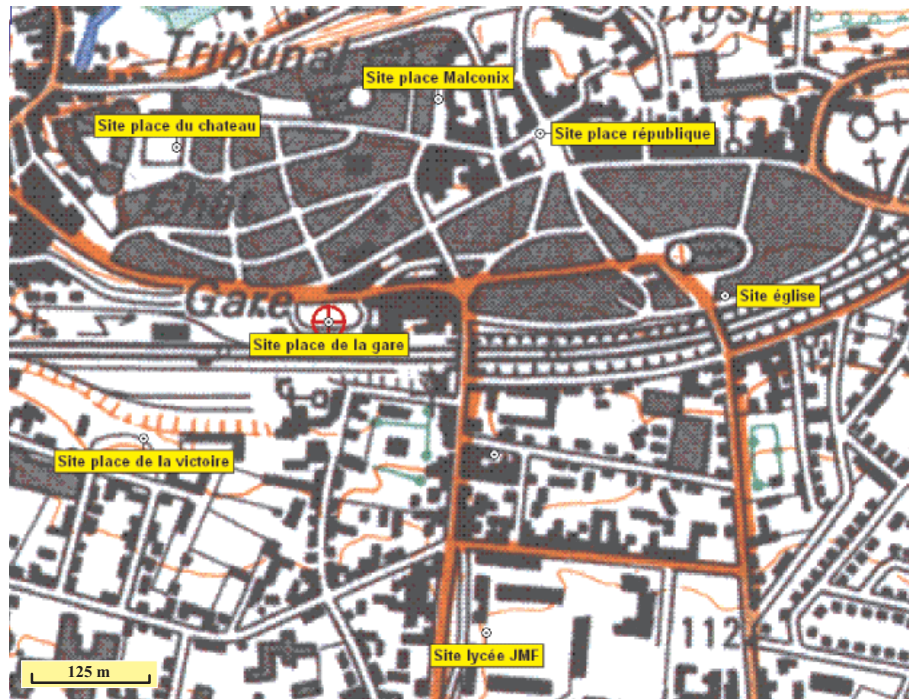 Tribunal
Site place Malconix
Site place du chateau
Site place république
Chât
Gare
Site église
Site place de la gare
Site place de la victoire
112
Site lycée JMF
125 m